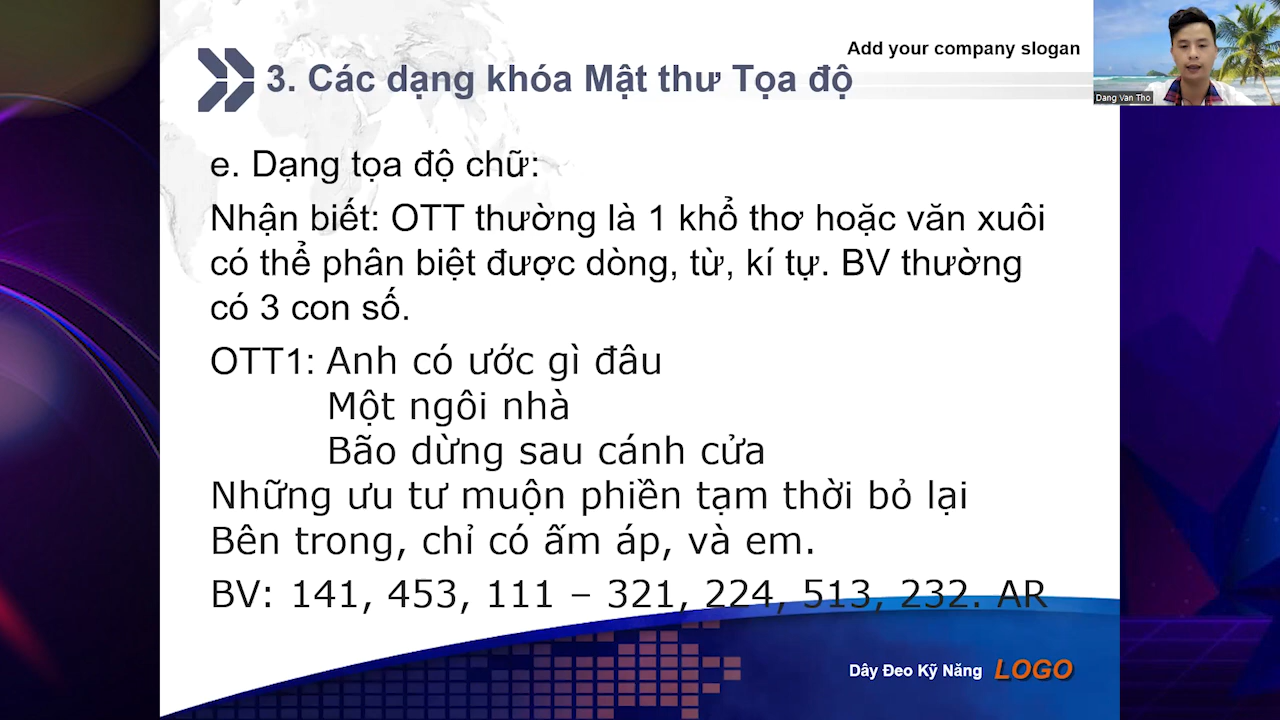 Add your company slogan
3. Các dạng khóa Mật thư Tọa độ
Dang Van Tho
e. Dạng tọa độ chữ:
Nhận biết: OTT thường là 1 khổ thơ hoặc văn xuôi
có thể phân biệt được dòng, từ, kí tự. BV thường
có 3 con số.
OTT1: Anh có ước gì đâu
Một ngôi nhà
Bão dừng sau cánh cửa
Những ưu tư muộn phiền tạm thời bỏ lại
Bên trong, chỉ có ấm áp, và em.
BV: 141, 453, 111 – 321, 224, 513, 232. AR
Dây Đeo Kỹ Năng LOGO